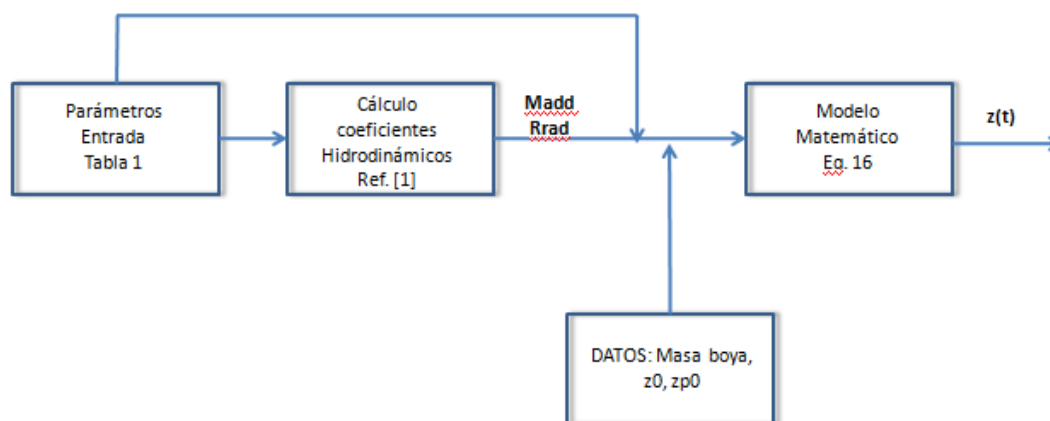 Parámetros
Entrada
Tabla 1
Cálculo
coeficientes
Hidrodinámicos
Ref. [1]
Madd
Rrad
Modelo
Matemático
Eg. 16
z(t)
DATOS: Masa boya,
z0, zp0